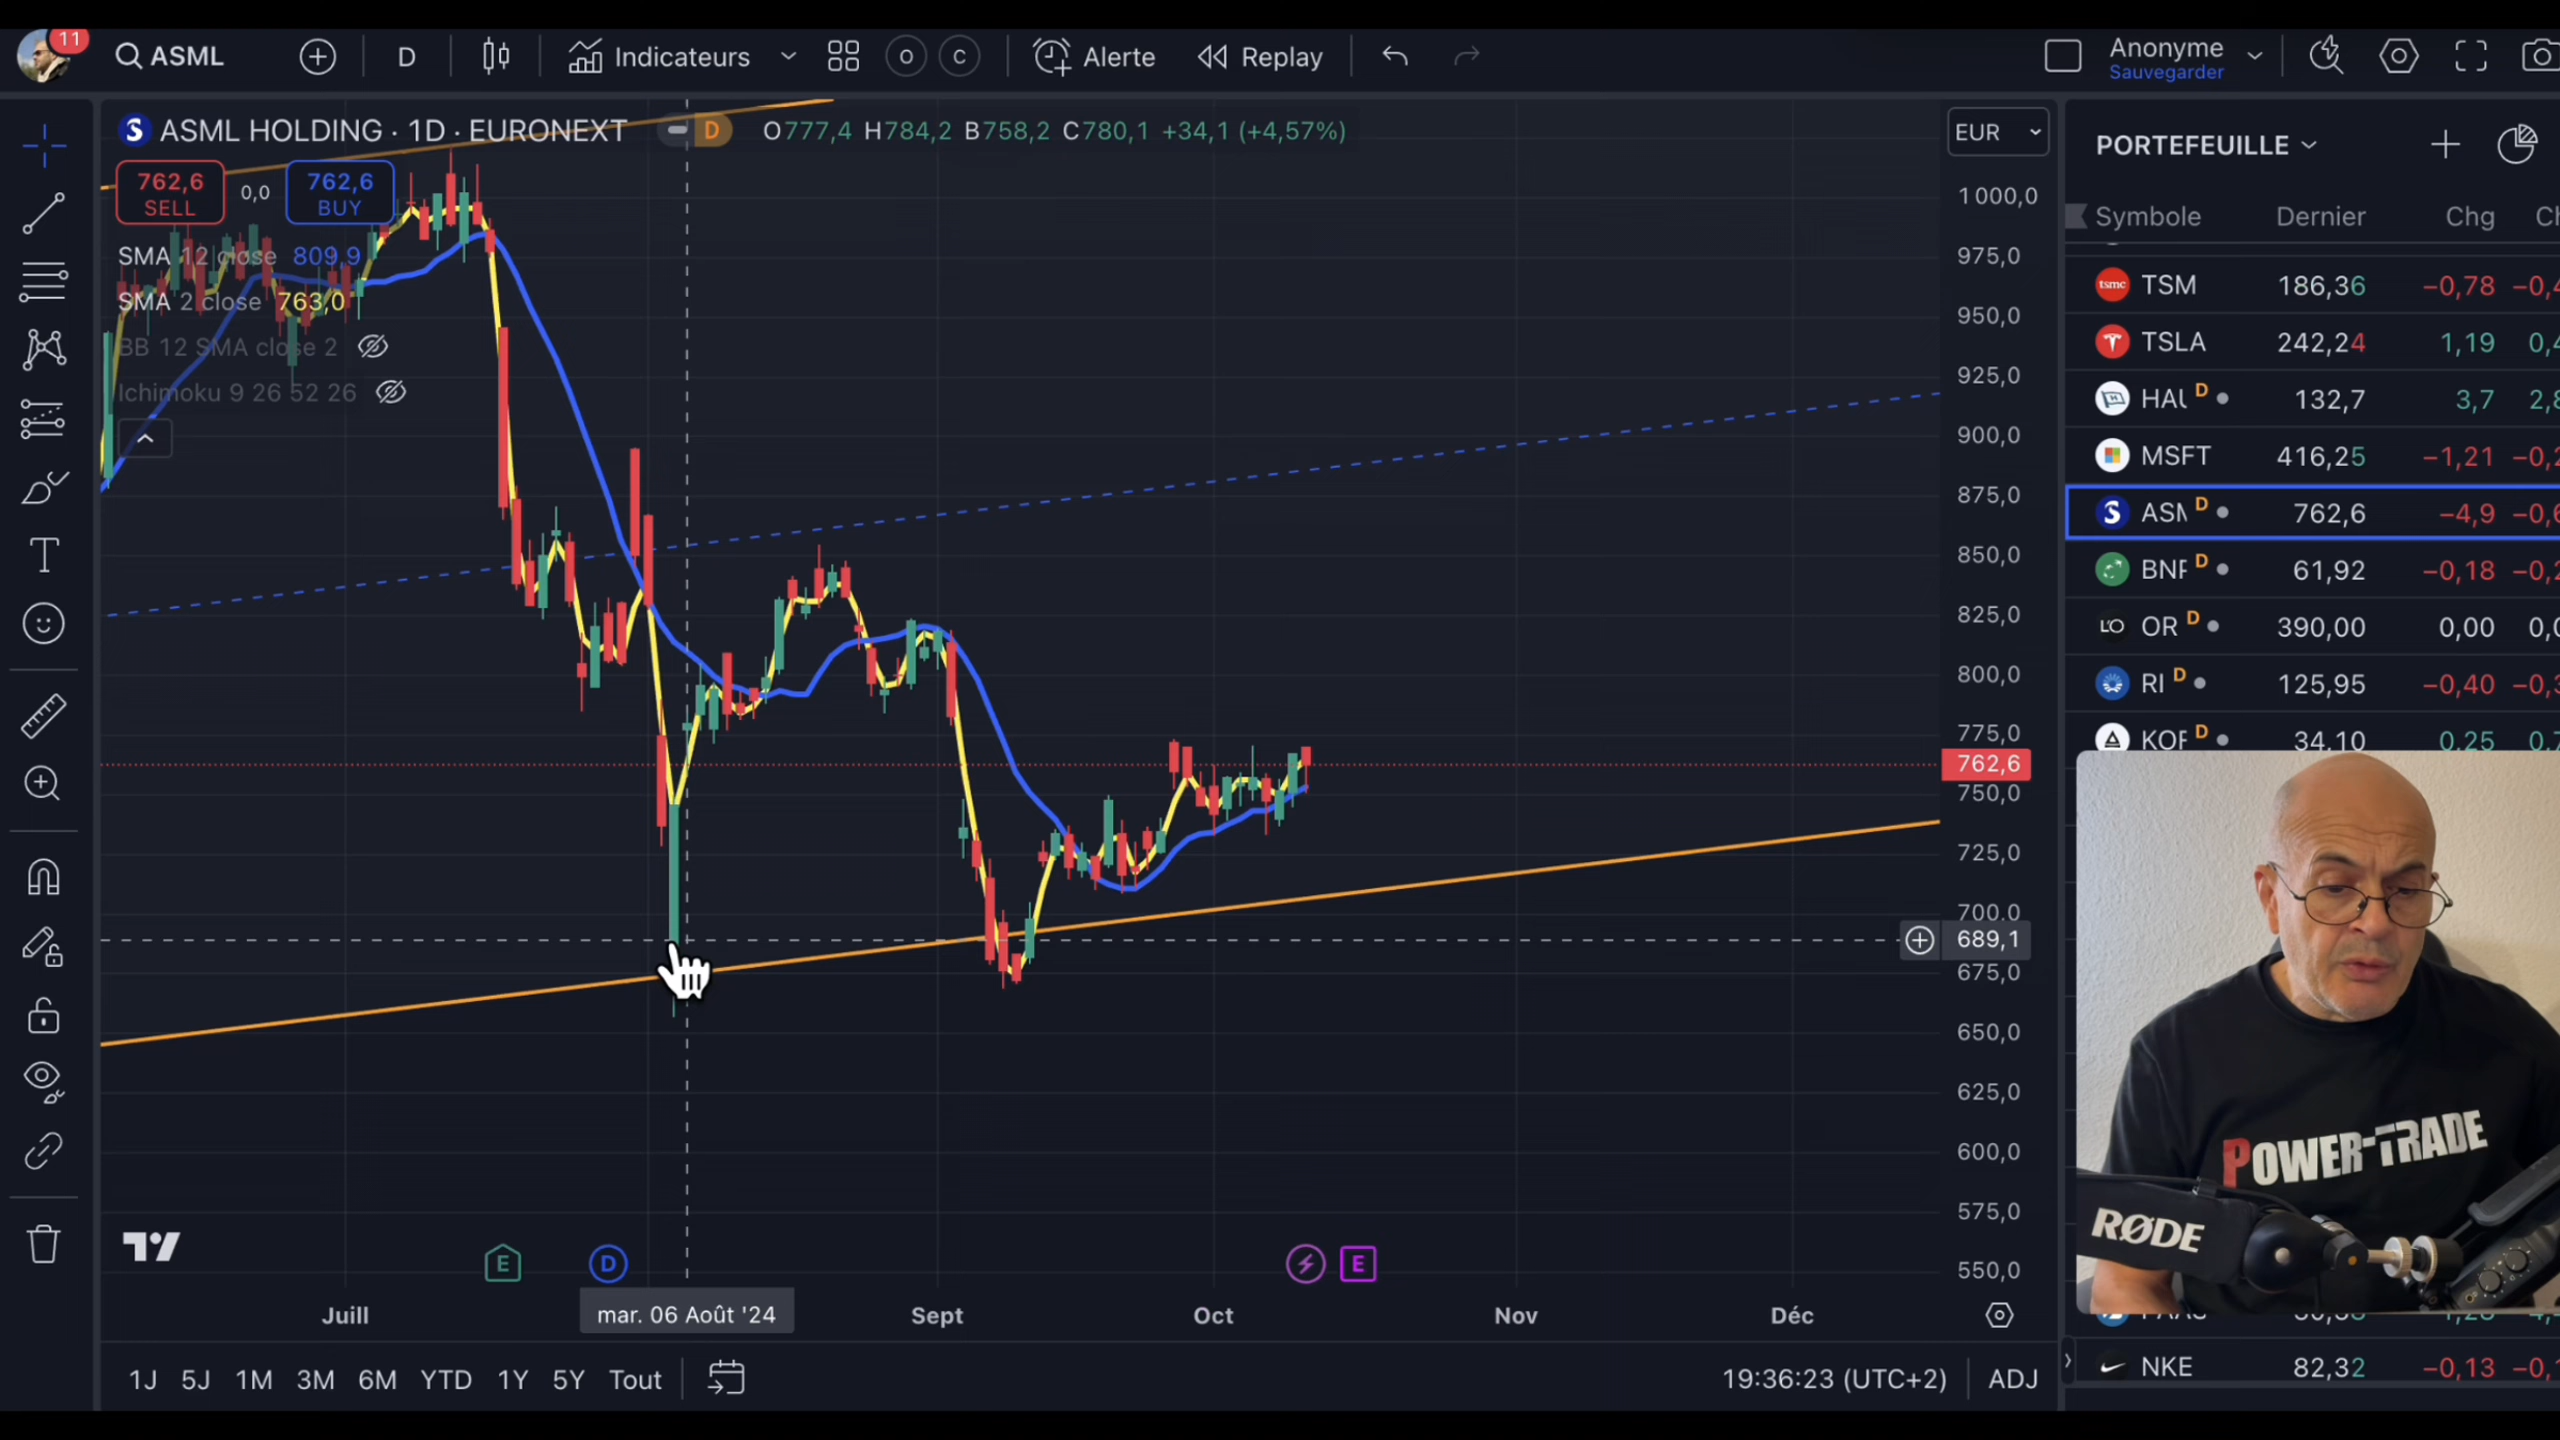 11
ASML
D
Indicateurs
O
C
Alerte
Replay
Anonyme
Sauvegarder
S ASML HOLDING · 1D · EURONEXT
D
O777,4 H784,2 B758,2 C780,1 +34,1 (+4,57%)
EUR
762,6
SELL
0,0
762,6
BUY
SMA 12 close 809,9
SMA 2 close 763,0
BB 12 SMA close 2
Ichimoku 9 26 52 26
1 000,0
975,0
950,0
925,0
900,0
875,0
850,0
825,0
800,0
775,0
762,6
750,0
725,0
700,0
689,1
675,0
650,0
625,0
600,0
575,0
550,0
E
D
E
Juill
mar. 06 Août '24
Sept
Oct
Nov
Déc
1J 5J 1M 3M 6M YTD 1Y 5Y Tout
19:36:23 (UTC+2)
ADJ
PORTEFEUILLE
Symbole Dernier Chg
tsmc TSM 186,36 −0,78
TSLA 242,24 1,19
D 132,7 3,7
MSFT 416,25 −1,21
D 762,6 −4,9
D 61,92 −0,18
L'O OR D 390,00 0,00
RI D 125,95 −0,40
D 34,10 0,25
NKE 82,32 −0,13
POWER-TRADE
RØDE